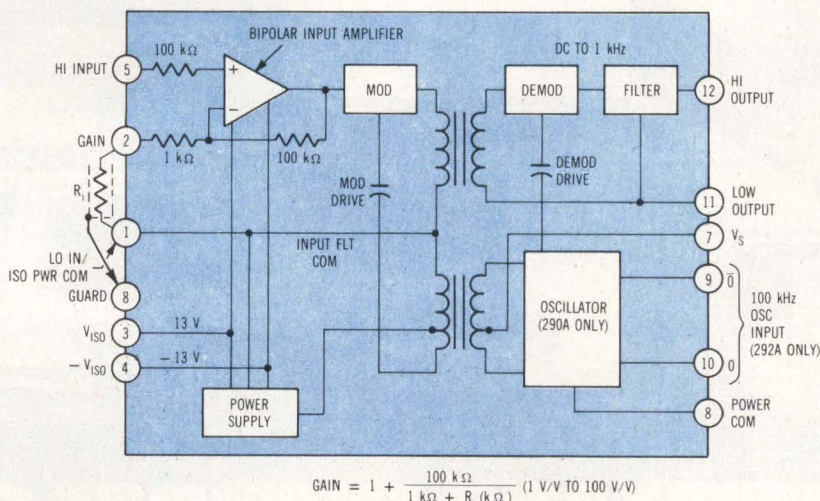 BIPOLAR INPUT AMPLIFIER
DC TO 1 kHz
HI INPUT
5
100 kΩ
+
−
MOD
DEMOD
FILTER
12
HI
OUTPUT
GAIN
2
1 kΩ
100 kΩ
MOD
DRIVE
DEMOD
DRIVE
R₁
1
INPUT FLT
COM
11
LOW
OUTPUT
7
V_S
LO IN/
ISO PWR COM
GUARD
8
V_ISO
3
13 V
− V_ISO
4
− 13 V
POWER
SUPPLY
OSCILLATOR
(290A ONLY)
9
0̅
10
0
100 kHz
OSC
INPUT
(292A ONLY)
8
POWER
COM
GAIN = 1 + 100 kΩ / 1 kΩ + R (kΩ) (1 V/V TO 100 V/V)